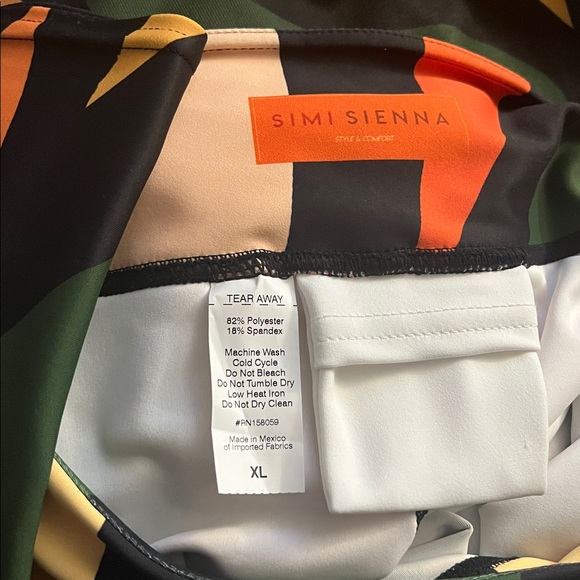 SIMI SIENNA
STYLE & COMFORT
TEAR AWAY
82% Polyester
18% Spandex
Machine Wash
Cold Cycle
Do Not Bleach
Do Not Tumble Dry
Low Heat Iron
Do Not Dry Clean
#RN158059
Made in Mexico
of Imported Fabrics
XL